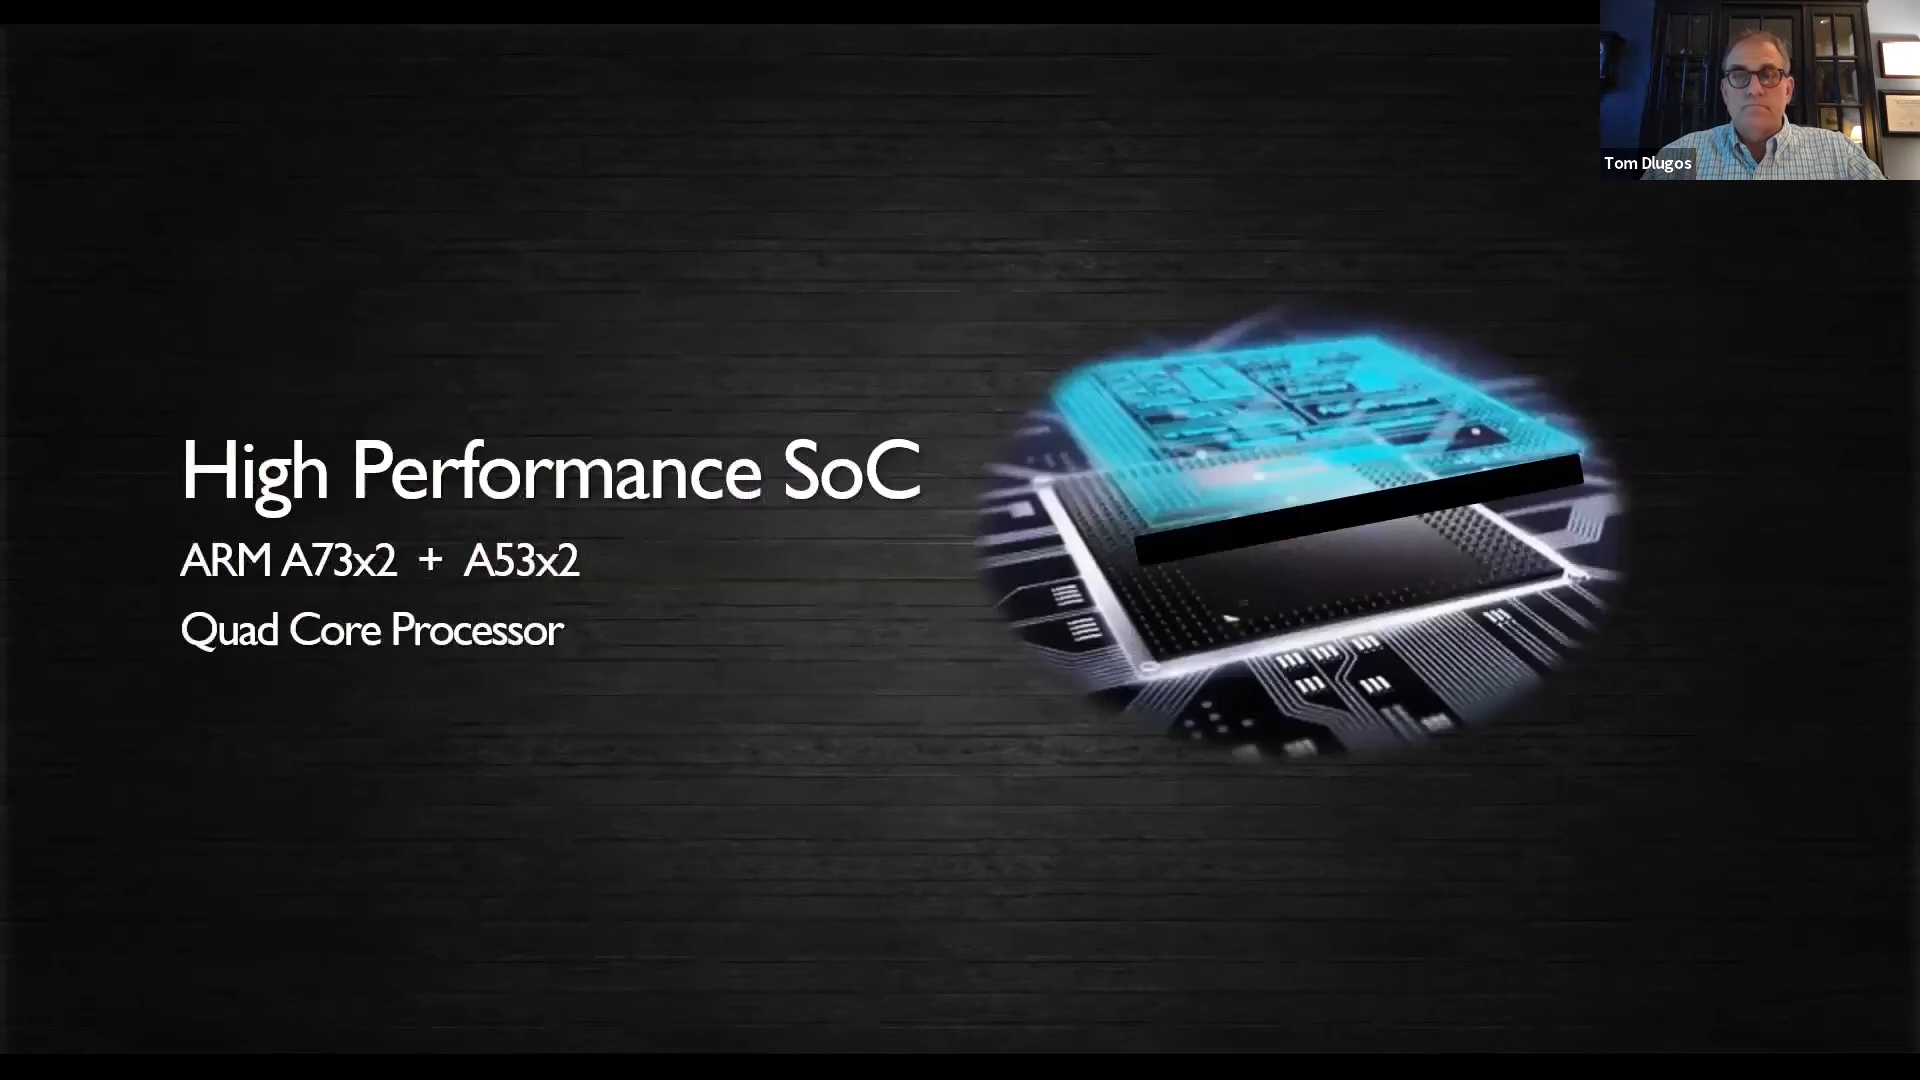 Tom Dlugos
High Performance SoC
ARM A73x2 + A53x2
Quad Core Processor